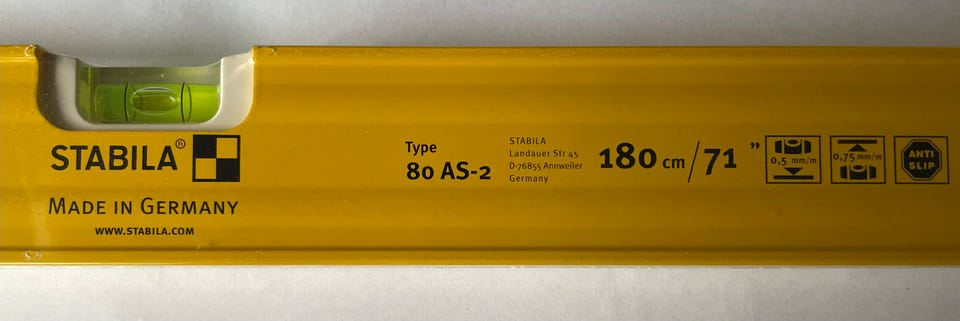 STABILA®
MADE IN GERMANY
WWW.STABILA.COM
Type
80 AS-2
STABILA
Landauer Str 45
D-76855 Annweiler
Germany
180 cm/71 ”
0,5 mm/m
0,75 mm/m
ANTI
SLIP